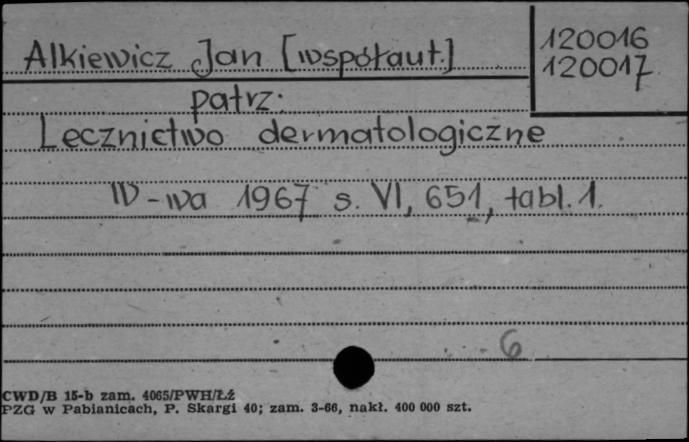 Alkiewicz Jan [współaut.]
120016
120017
patrz:
Lecznictwo dermatologiczne
W-wa 1967 s. VI, 651, tabl. 1.
6
CWD/B 15-b zam. 4065/PWH/Łź
PZG w Pabianicach, P. Skargi 40; zam. 3-66, nakł. 400 000 szt.